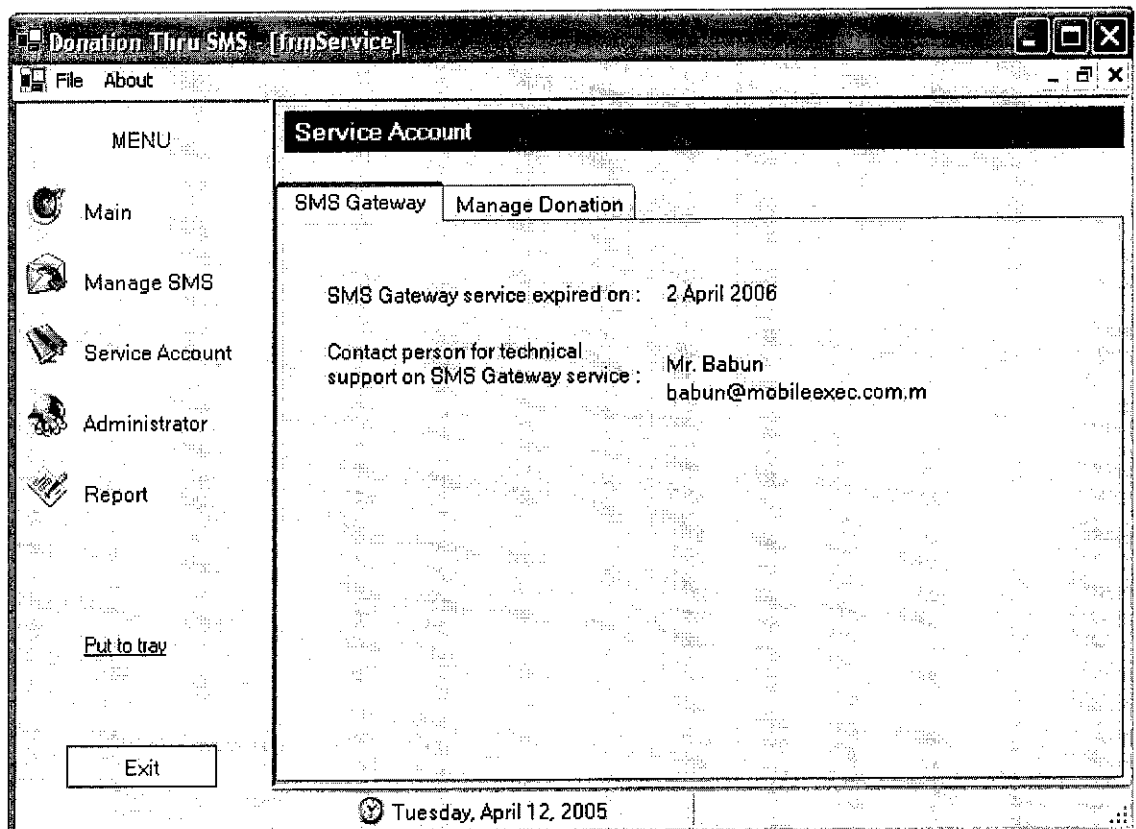 Donation Thru SMS - [frmService]
File About
MENU
Main
Manage SMS
Service Account
Administrator
Report
Put to tray
Exit
Service Account
SMS Gateway Manage Donation
SMS Gateway service expired on : 2 April 2006
Contact person for technical
support on SMS Gateway service :
Mr. Babun
babun@mobileexec.com.m
Tuesday, April 12, 2005